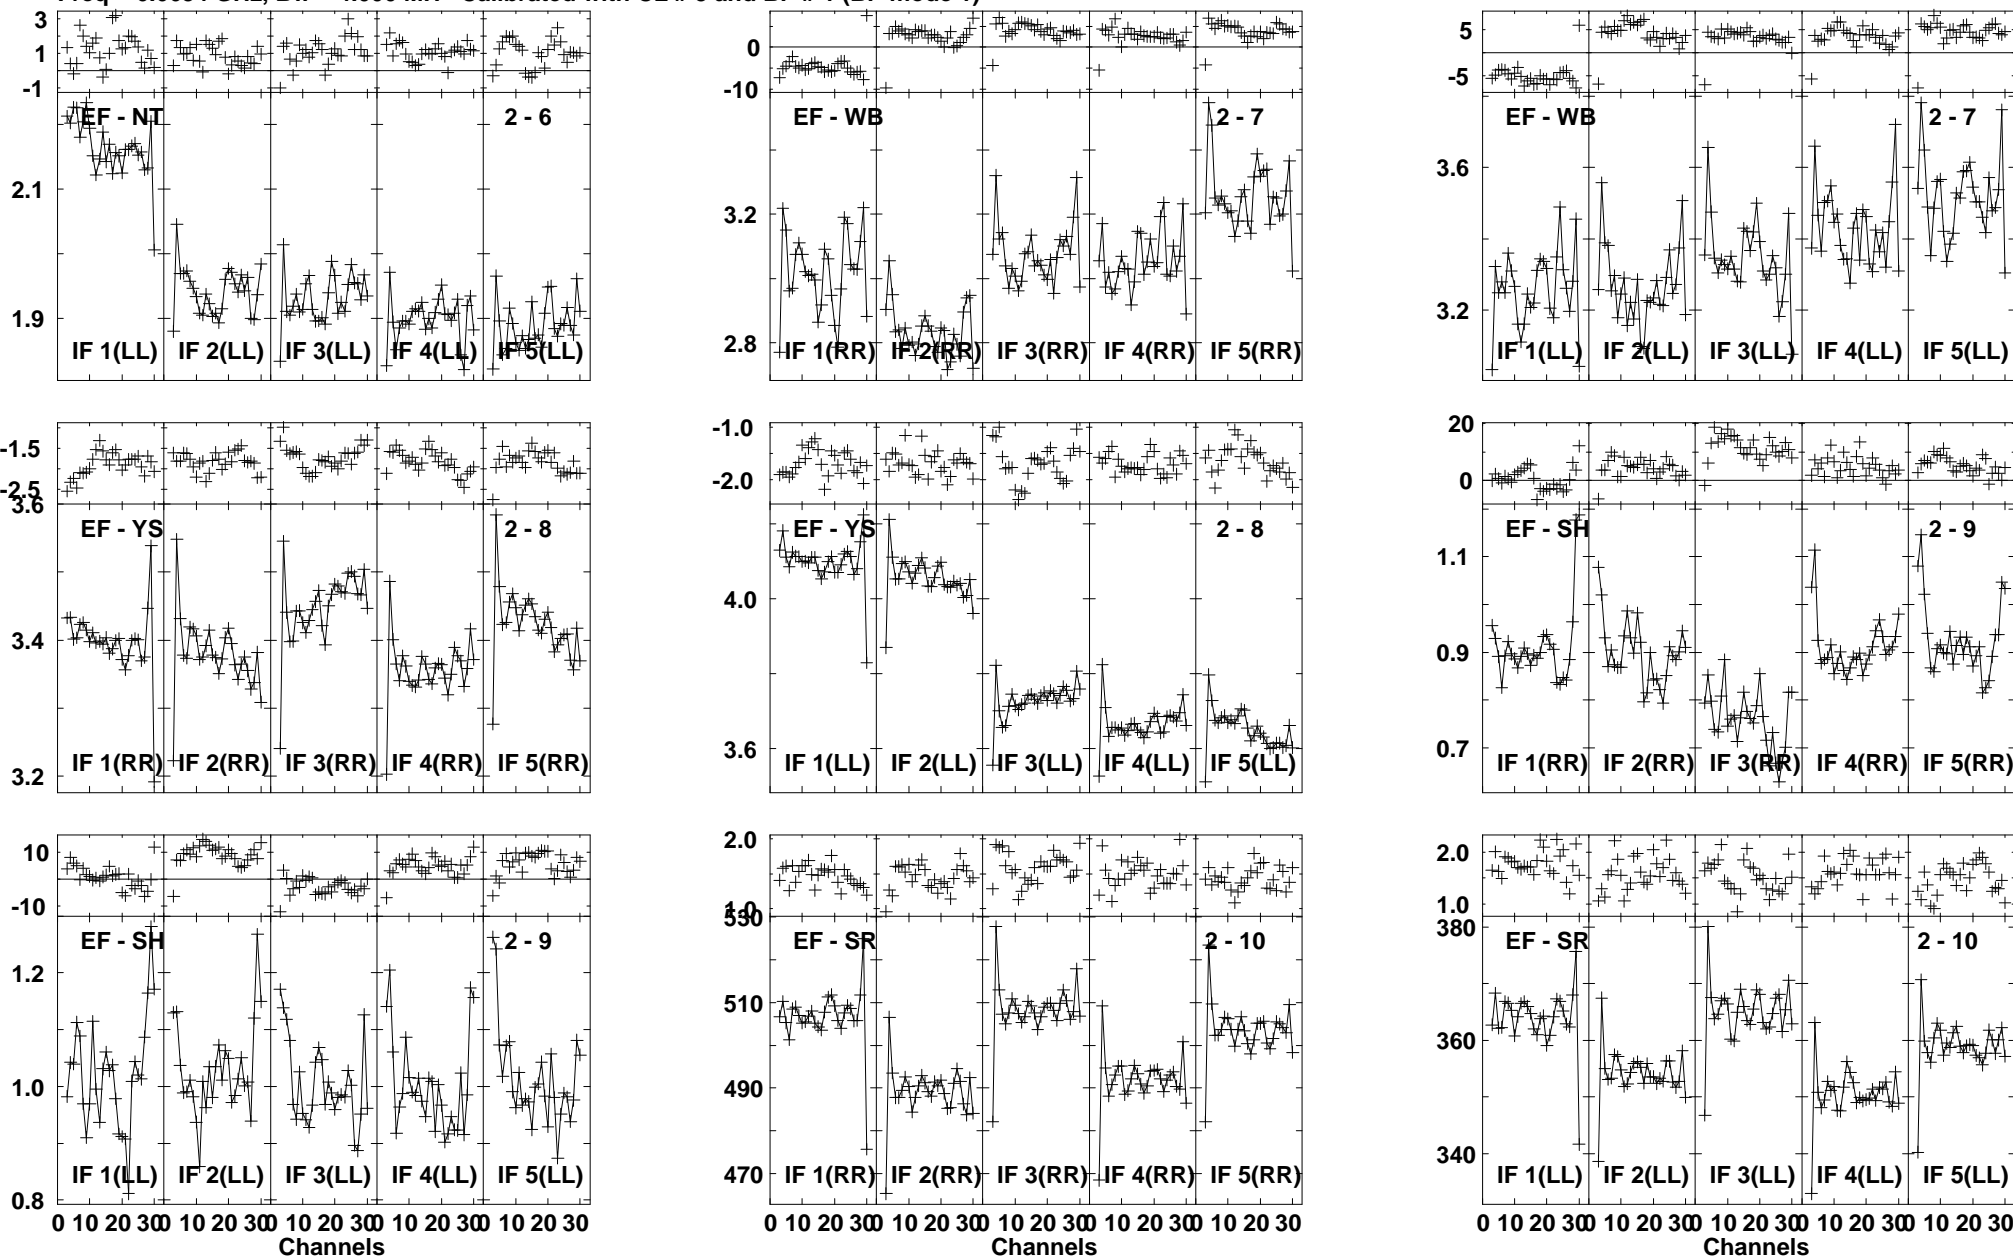 3
1
-1
EF - NT
2 - 6
2.1
1.9
IF 1(LL) IF 2(LL) IF 3(LL) IF 4(LL) IF 5(LL)
0
-10
EF - WB
2 - 7
3.2
2.8
IF 1(RR) IF 2(RR) IF 3(RR) IF 4(RR) IF 5(RR)
5
-5
EF - WB
2 - 7
3.6
3.2
IF 1(LL) IF 2(LL) IF 3(LL) IF 4(LL) IF 5(LL)
-1.5
-2.5
3.6
EF - YS
2 - 8
3.4
3.2
IF 1(RR) IF 2(RR) IF 3(RR) IF 4(RR) IF 5(RR)
-1.0
-2.0
EF - YS
2 - 8
4.0
3.6
IF 1(LL) IF 2(LL) IF 3(LL) IF 4(LL) IF 5(LL)
20
0
EF - SH
2 - 9
1.1
0.9
0.7
IF 1(RR) IF 2(RR) IF 3(RR) IF 4(RR) IF 5(RR)
10
-10
EF - SH
2 - 9
1.2
1.0
0.8
IF 1(LL) IF 2(LL) IF 3(LL) IF 4(LL) IF 5(LL)
0 10 20 30 0 10 20 30 0 10 20 30 0 10 20 30 0 10 20 30
Channels
2.0
1.0
530
EF - SR
2 - 10
510
490
470
IF 1(RR) IF 2(RR) IF 3(RR) IF 4(RR) IF 5(RR)
0 10 20 30 0 10 20 30 0 10 20 30 0 10 20 30 0 10 20 30
Channels
2.0
1.0
380
EF - SR
2 - 10
360
340
IF 1(LL) IF 2(LL) IF 3(LL) IF 4(LL) IF 5(LL)
0 10 20 30 0 10 20 30 0 10 20 30 0 10 20 30 0 10 20 30
Channels